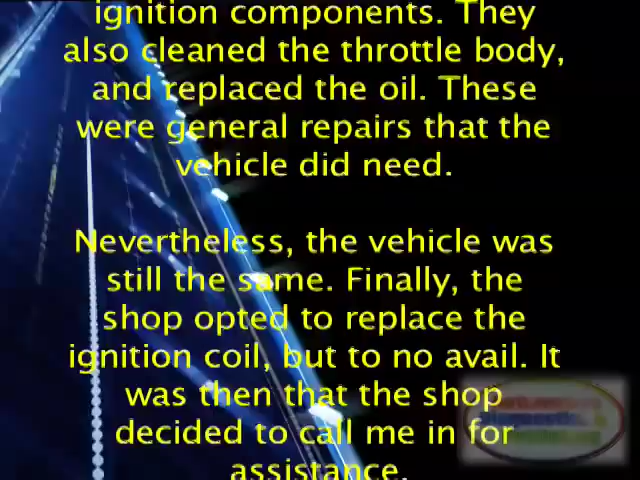 ignition components. They
also cleaned the throttle body,
and replaced the oil. These
were general repairs that the
vehicle did need.
Nevertheless, the vehicle was
still the same. Finally, the
shop opted to replace the
ignition coil, but to no avail. It
was then that the shop
decided to call me in for
assistance.